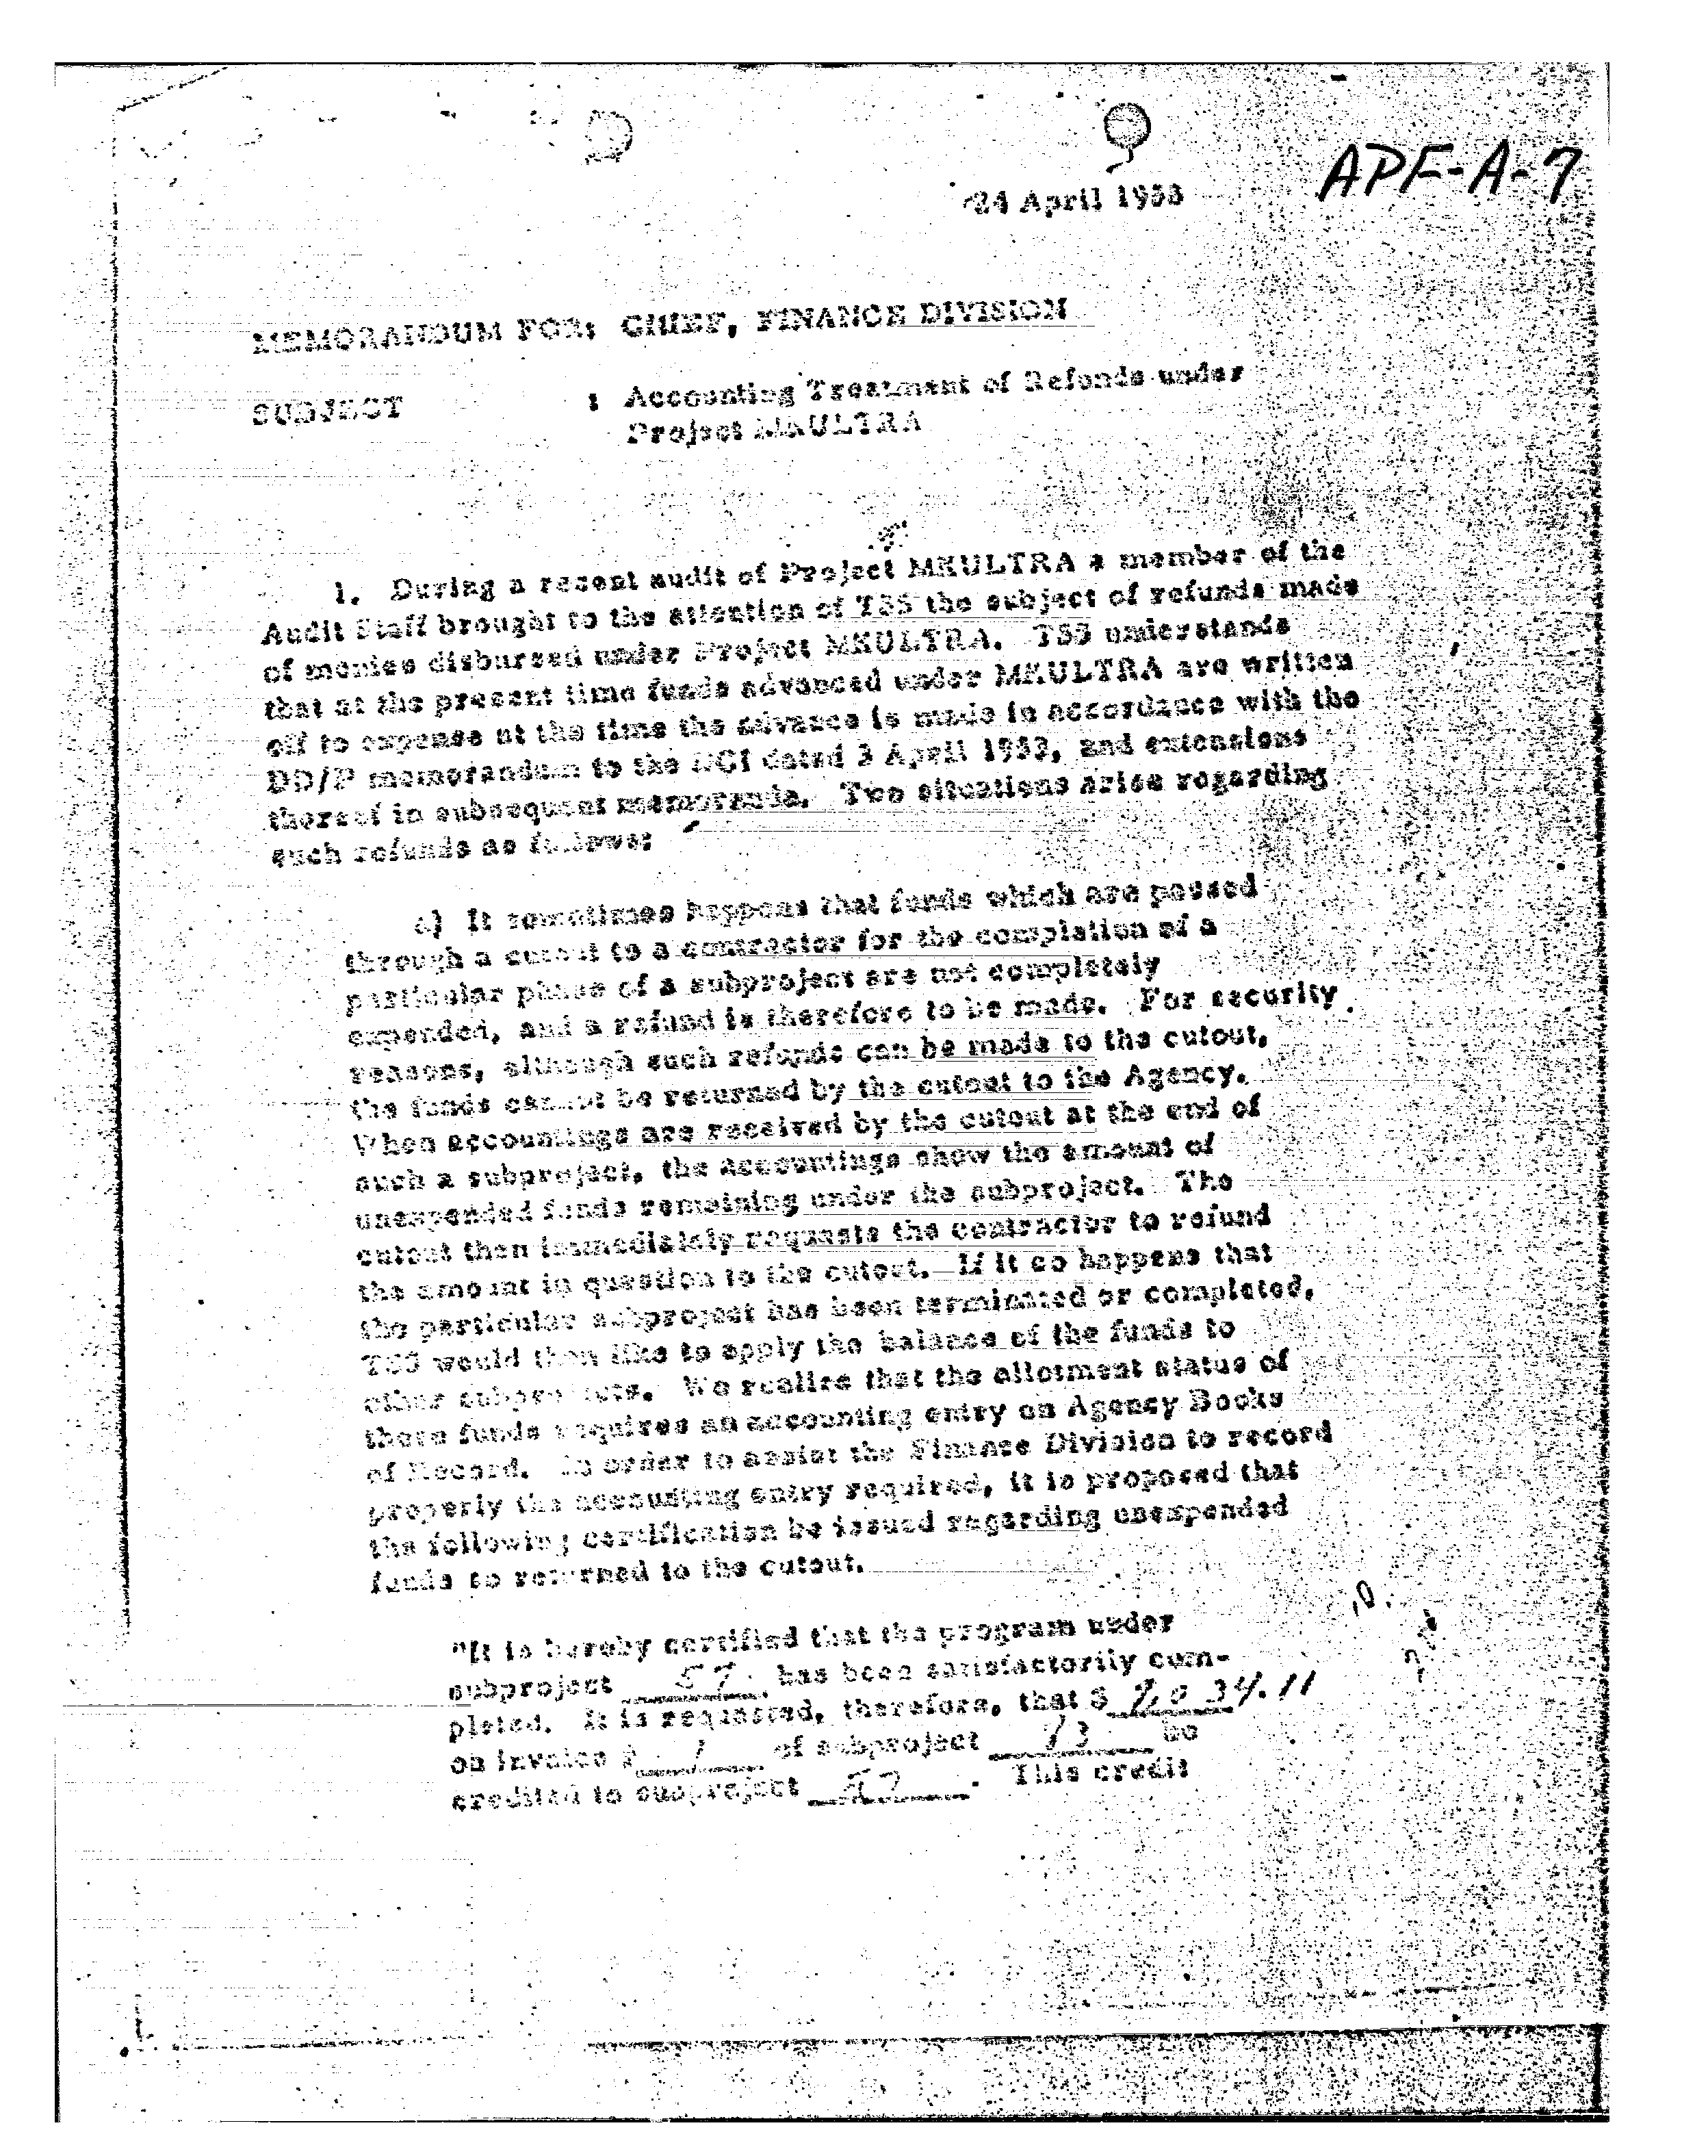 APF-A-7
24 April 1953
MEMORANDUM FOR: CHIEF, FINANCE DIVISION
SUBJECT : Accounting Treatment of Refunds under
Project MKULTRA
1. During a recent audit of Project MKULTRA a member of the
Audit Staff brought to the attention of TSS the subject of refunds made
of monies disbursed under Project MKULTRA. TSS understands
that at the present time funds advanced under MKULTRA are written
off to expense at the time the advance is made in accordance with the
DD/P memorandum to the DCI dated 3 April 1953, and extensions
thereof in subsequent memoranda. Two situations arise regarding
such refunds as follows:
a) It sometimes happens that funds which are passed
through a cutout to a contractor for the completion of a
particular phase of a subproject are not completely
expended, and a refund is therefore to be made. For security
reasons, although such refunds can be made to the cutout,
the funds cannot be returned by the cutout to the Agency.
When accountings are received by the cutout at the end of
such a subproject, the accountings show the amount of
unexpended funds remaining under the subproject. The
cutout then immediately requests the contractor to refund
the amount in question to the cutout. If it so happens that
the particular subproject has been terminated or completed,
TSS would then like to apply the balance of the funds to
other subprojects. We realize that the allotment status of
these funds requires an accounting entry on Agency Books
of Record. In order to assist the Finance Division to record
properly the accounting entry required, it is proposed that
the following certification be issued regarding unexpended
funds so returned to the cutout.
"It is hereby certified that the program under
subproject has been satisfactorily com-
pleted. It is requested, therefore, that $
on invoice # 1 of subproject be
credited to subproject . This credit